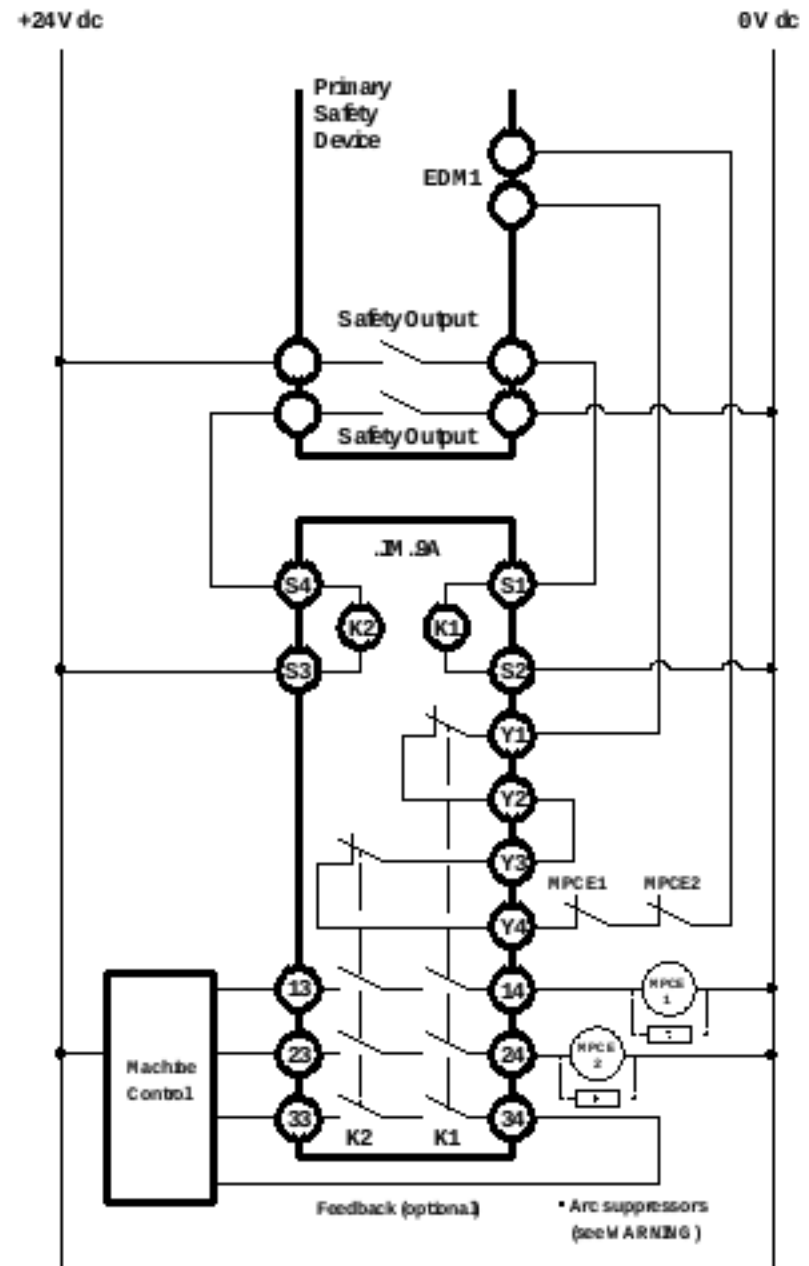 +24V dc
0V dc
Primary
Safety
Device
EDM1
Safety Output
Safety Output
S4
S1
K2
K1
S3
S2
Y1
Y2
Y3
MPCE1
MPCE2
Y4
13
14
MPCE
1
23
24
MPCE
2
Machine
Control
33
34
K2
K1
Feedback (optional)
* Arc suppressors
(see WARNING)